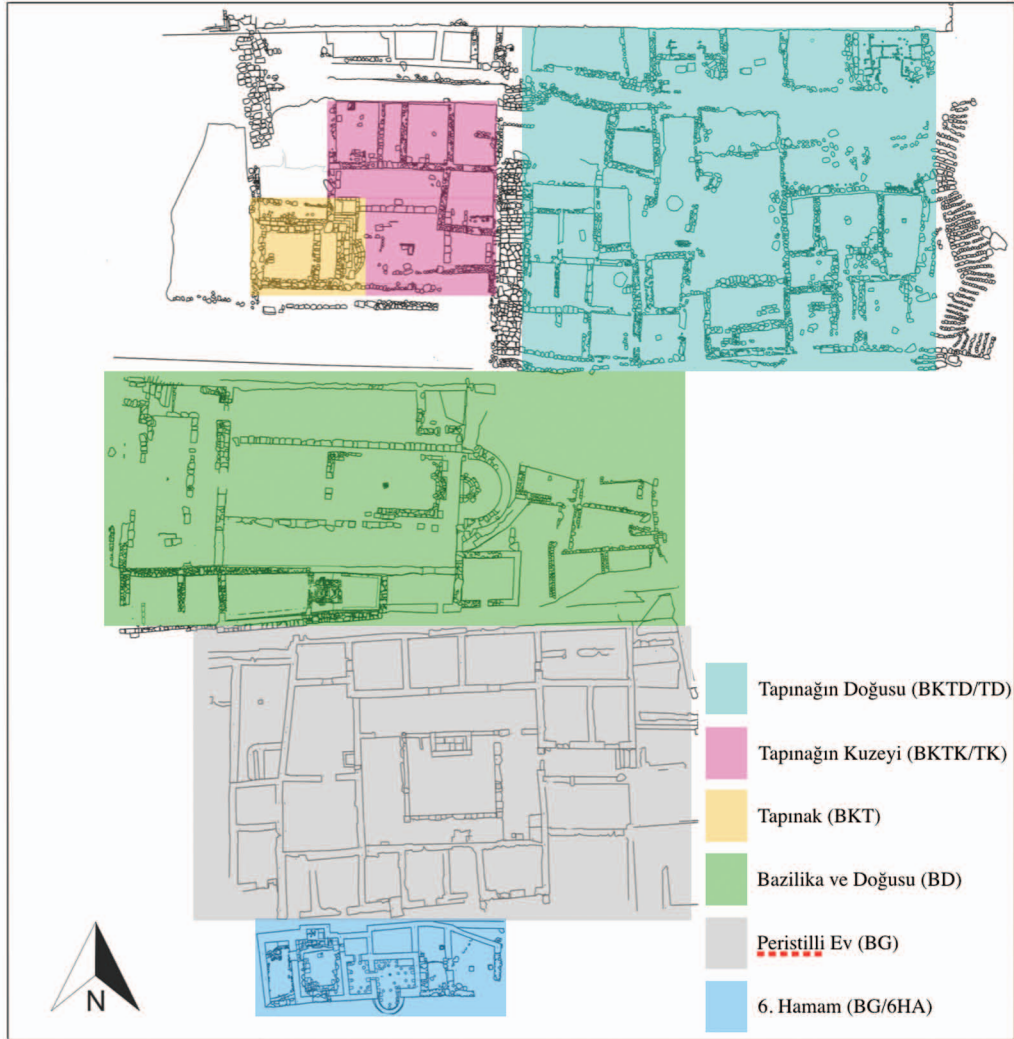 Tapınağın Doğusu (BKTD/TD)
Tapınağın Kuzeyi (BKTK/TK)
Tapınak (BKT)
Bazilika ve Doğusu (BD)
Peristilli Ev (BG)
6. Hamam (BG/6HA)
N